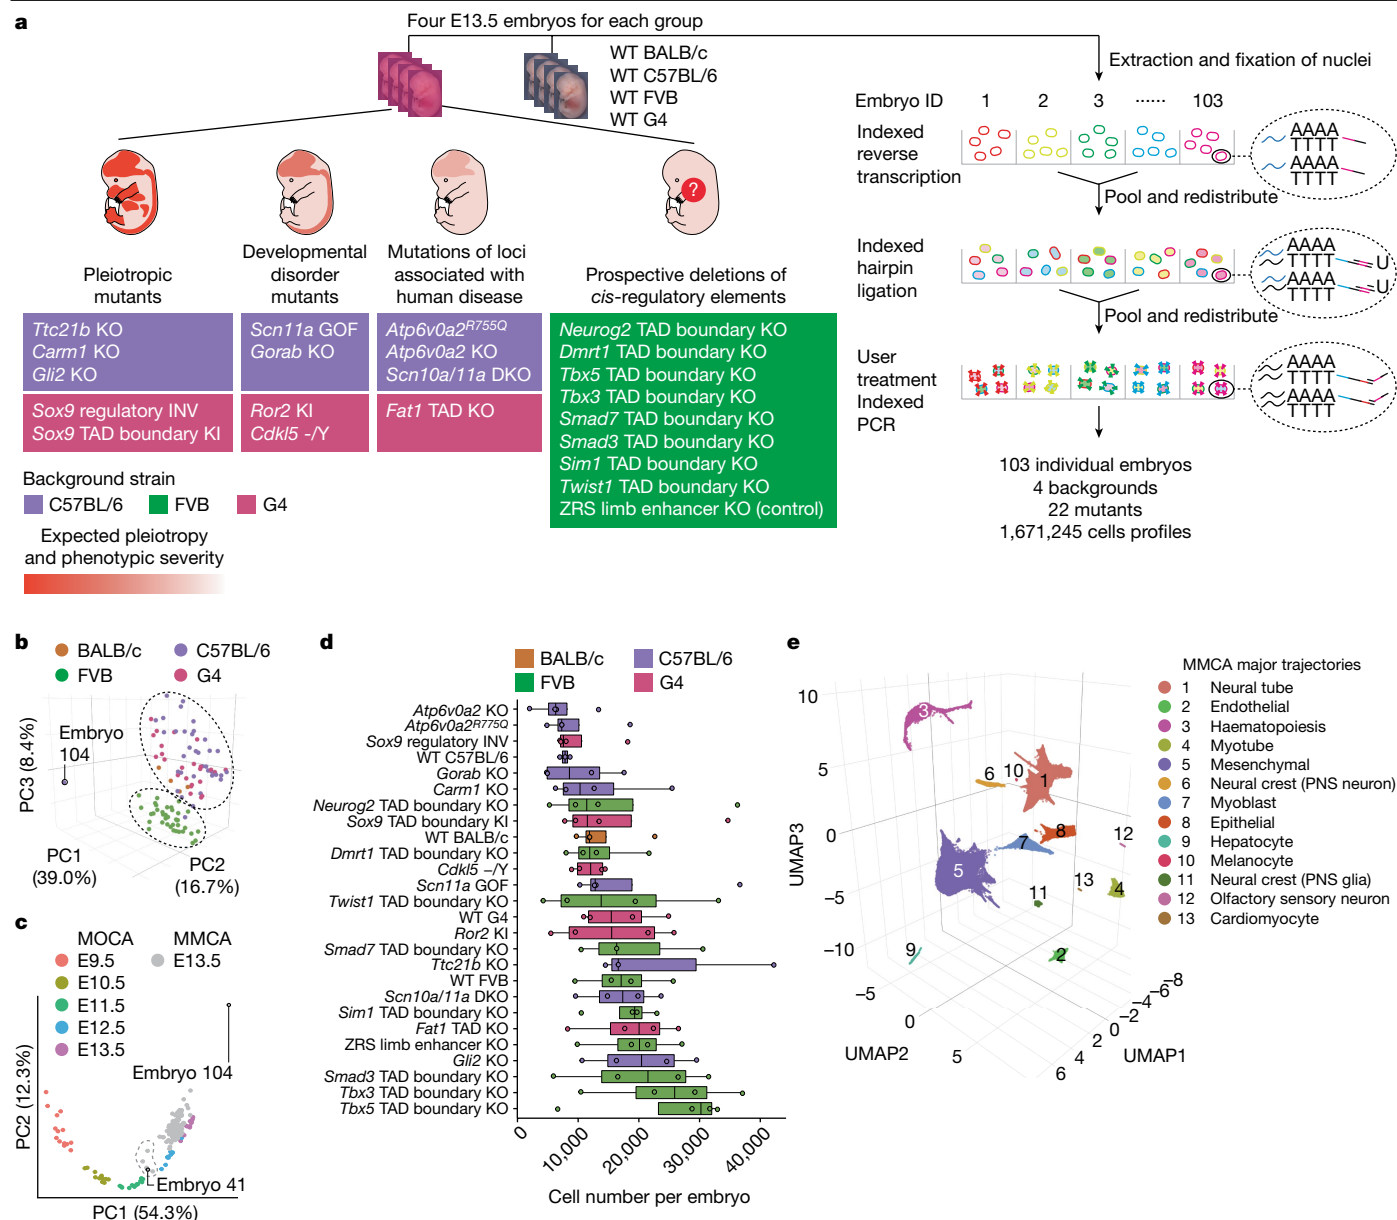 a
Four E13.5 embryos for each group
WT BALB/c
WT C57BL/6
WT FVB
WT G4
Pleiotropic
mutants
Developmental
disorder
mutants
Mutations of loci
associated with
human disease
?
Prospective deletions of
cis-regulatory elements
Ttc21b KO
Carm1 KO
Gli2 KO
Sox9 regulatory INV
Sox9 TAD boundary KI
Scn11a GOF
Gorab KO
Ror2 KI
Cdkl5 -/Y
Atp6v0a2R755Q
Atp6v0a2 KO
Scn10a/11a DKO
Fat1 TAD KO
Neurog2 TAD boundary KO
Dmrt1 TAD boundary KO
Tbx5 TAD boundary KO
Tbx3 TAD boundary KO
Smad7 TAD boundary KO
Smad3 TAD boundary KO
Sim1 TAD boundary KO
Twist1 TAD boundary KO
ZRS limb enhancer KO (control)
Background strain
C57BL/6 FVB G4
Expected pleiotropy
and phenotypic severity
Extraction and fixation of nuclei
Embryo ID 1 2 3 ······ 103
Indexed
reverse
transcription
AAAA
TTTT
AAAA
TTTT
Pool and redistribute
Indexed
hairpin
ligation
AAAA
TTTT U
AAAA
TTTT U
Pool and redistribute
User
treatment
Indexed
PCR
AAAA
TTTT
AAAA
TTTT
103 individual embryos
4 backgrounds
22 mutants
1,671,245 cells profiles
b
BALB/c C57BL/6
FVB G4
Embryo
104
PC3 (8.4%)
PC1
(39.0%)
PC2
(16.7%)
c
MOCA MMCA
E9.5 E13.5
E10.5
E11.5
E12.5
E13.5
Embryo 104
Embryo 41
PC2 (12.3%)
PC1 (54.3%)
d
BALB/c C57BL/6
FVB G4
Atp6v0a2 KO
Atp6v0a2R775Q
Sox9 regulatory INV
WT C57BL/6
Gorab KO
Carm1 KO
Neurog2 TAD boundary KO
Sox9 TAD boundary KI
WT BALB/c
Dmrt1 TAD boundary KO
Cdkl5 −/Y
Scn11a GOF
Twist1 TAD boundary KO
WT G4
Ror2 KI
Smad7 TAD boundary KO
Ttc21b KO
WT FVB
Scn10a/11a DKO
Sim1 TAD boundary KO
Fat1 TAD KO
ZRS limb enhancer KO
Gli2 KO
Smad3 TAD boundary KO
Tbx3 TAD boundary KO
Tbx5 TAD boundary KO
0 10,000 20,000 30,000 40,000
Cell number per embryo
e
MMCA major trajectories
1 Neural tube
2 Endothelial
3 Haematopoiesis
4 Myotube
5 Mesenchymal
6 Neural crest (PNS neuron)
7 Myoblast
8 Epithelial
9 Hepatocyte
10 Melanocyte
11 Neural crest (PNS glia)
12 Olfactory sensory neuron
13 Cardiomyocyte
10
5
0
−5
−10
UMAP3
−5
0
5
UMAP2
−8
−6
−4
−2
0
2
4
6
UMAP1
3
6
10
1
12
8
7
5
13
4
11
9
2